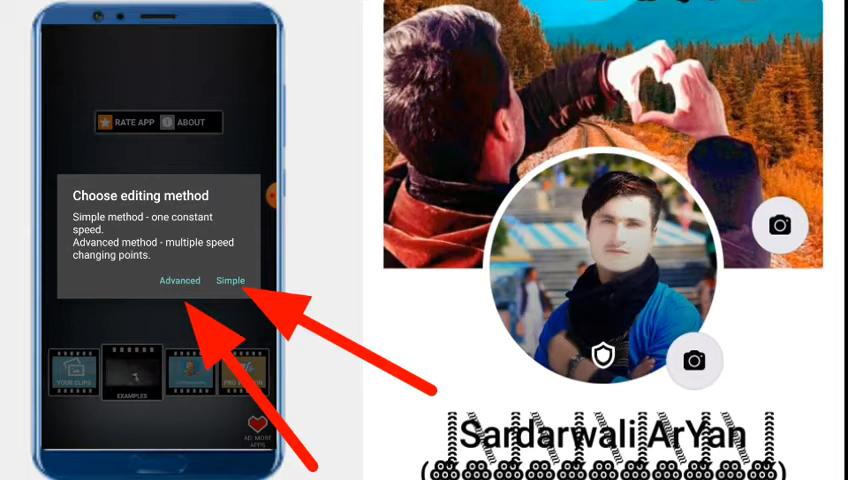 RATE APP
ABOUT
Choose editing method
Simple method - one constant
speed.
Advanced method - multiple speed
changing points.
Advanced
Simple
YOUR CLIPS
EXAMPLES
AD, MORE
APPS
Sardarwali ArYan